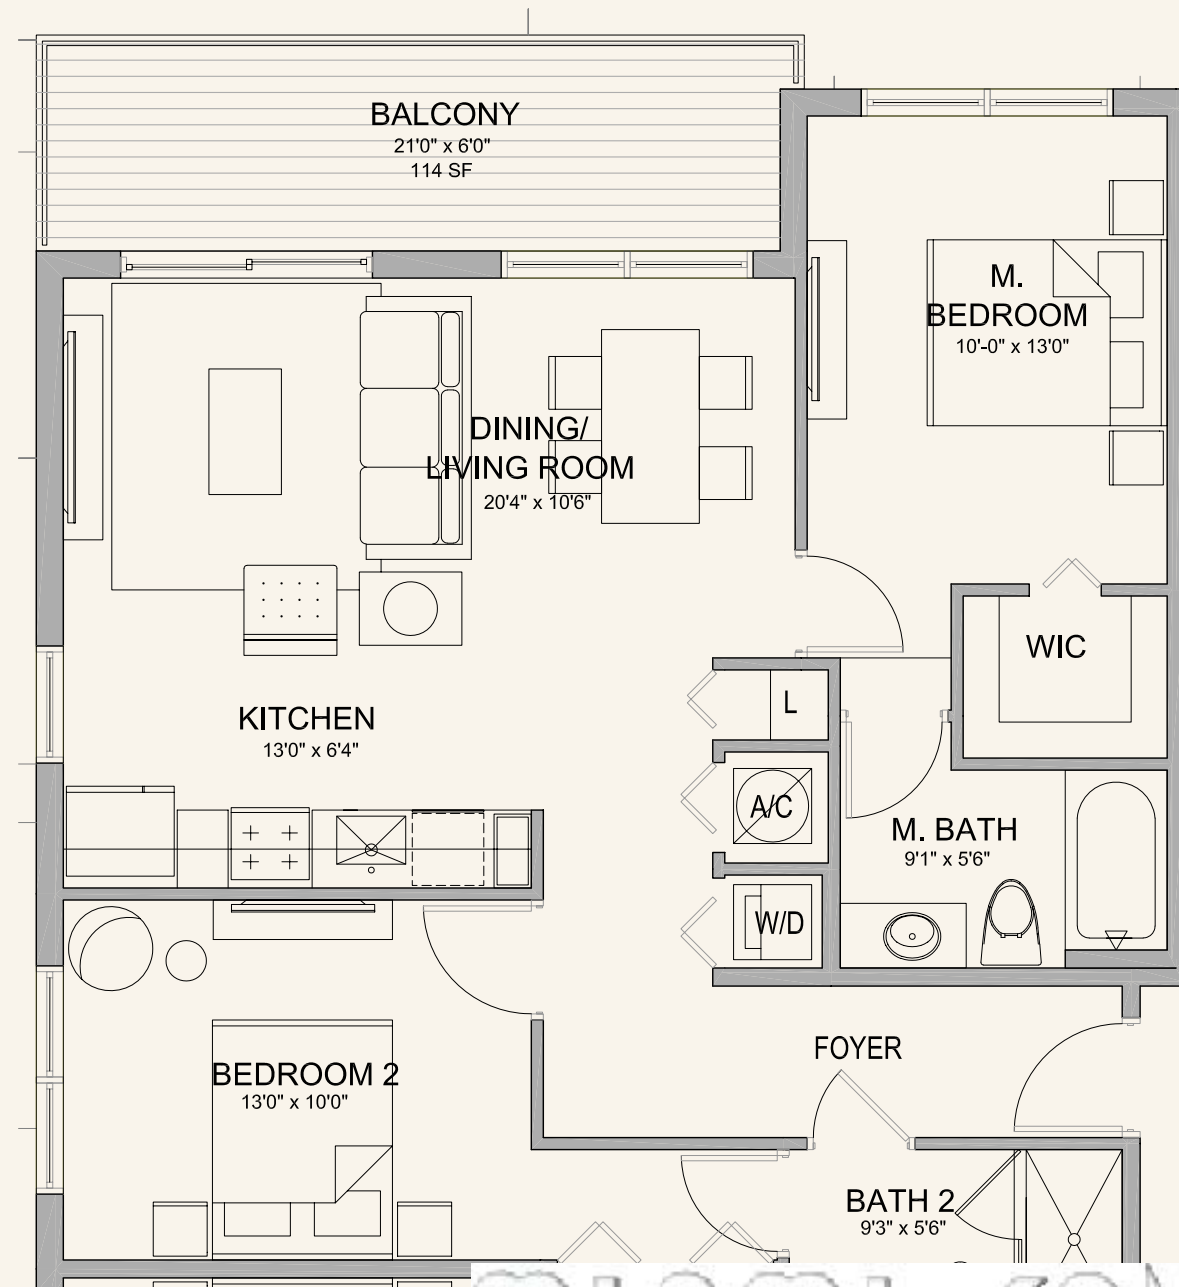 BALCONY
21'0" x 6'0"
114 SF
M.
BEDROOM
10'-0" x 13'0"
DINING/
LIVING ROOM
20'4" x 10'6"
WIC
L
KITCHEN
13'0" x 6'4"
A/C
M. BATH
9'1" x 5'6"
W/D
FOYER
BEDROOM 2
13'0" x 10'0"
BATH 2
9'3" x 5'6"